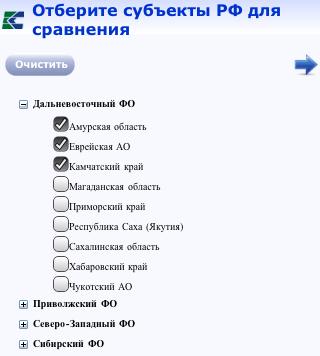 Отберите субъекты РФ для
сравнения
Очистить
Дальневосточный ФО
Амурская область
Еврейская АО
Камчатский край
Магаданская область
Приморский край
Республика Саха (Якутия)
Сахалинская область
Хабаровский край
Чукотский АО
Приволжский ФО
Северо-Западный ФО
Сибирский ФО